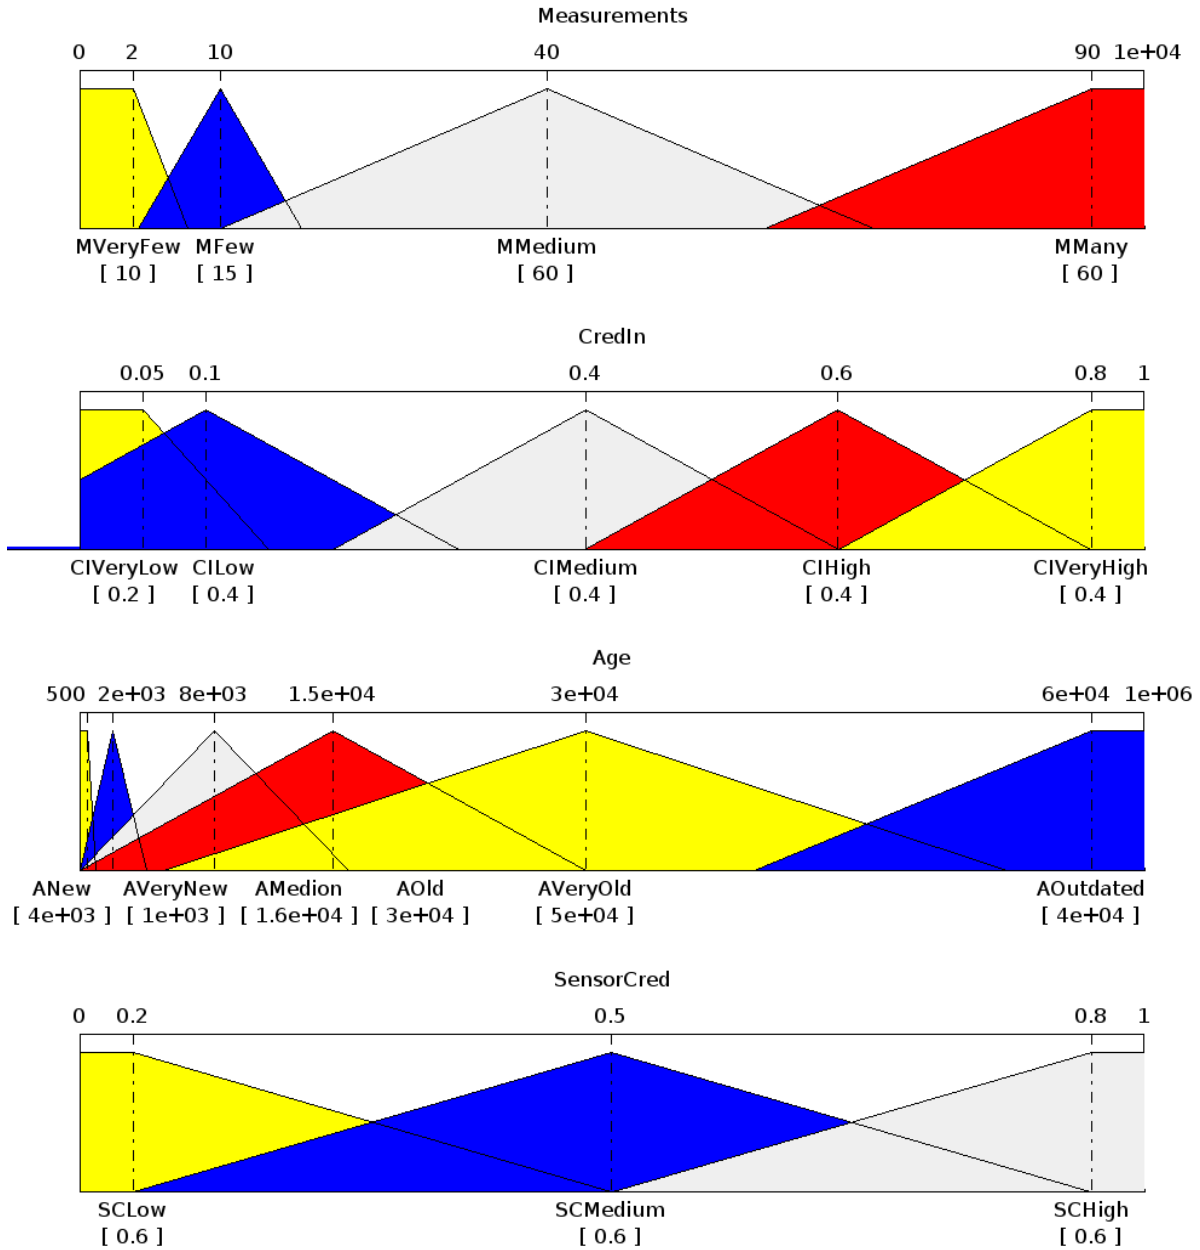 Measurements
0 2 10 40 90 1e+04
MVeryFew MFew MMedium MMany
[ 10 ] [ 15 ] [ 60 ] [ 60 ]
CredIn
0.05 0.1 0.4 0.6 0.8 1
CIVeryLow CILow CIMedium CIHigh CIVeryHigh
[ 0.2 ] [ 0.4 ] [ 0.4 ] [ 0.4 ] [ 0.4 ]
Age
500 2e+03 8e+03 1.5e+04 3e+04 6e+04 1e+06
ANew AVeryNew AMedion AOld AVeryOld AOutdated
[ 4e+03 ] [ 1e+03 ] [ 1.6e+04 ] [ 3e+04 ] [ 5e+04 ] [ 4e+04 ]
SensorCred
0 0.2 0.5 0.8 1
SCLow SCMedium SCHigh
[ 0.6 ] [ 0.6 ] [ 0.6 ]